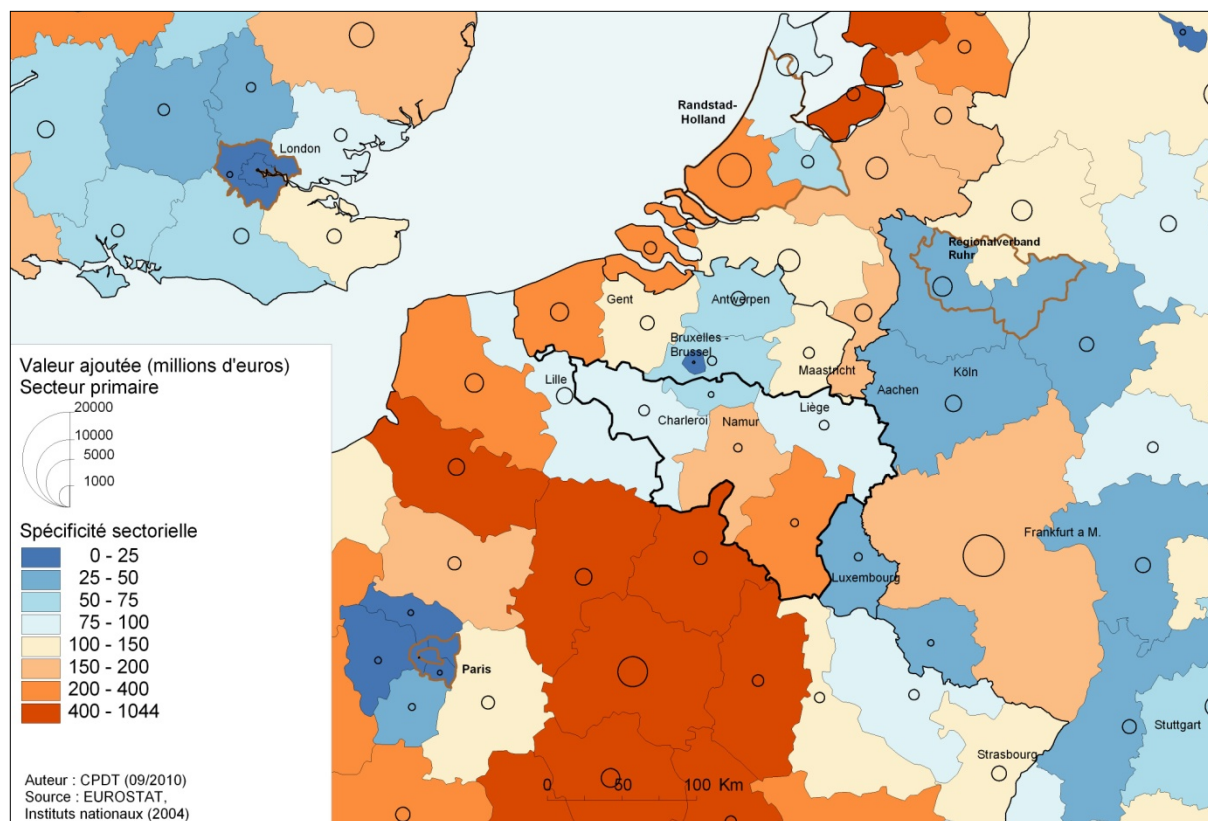 London
Randstad-
Holland
Regionalverband
Ruhr
Gent
Antwerpen
Bruxelles -
Brussel
Maastricht
Aachen
Köln
Lille
Charleroi
Namur
Liège
Frankfurt a M.
Luxembourg
Paris
Stuttgart
Strasbourg
Valeur ajoutée (millions d'euros)
Secteur primaire
20000
10000
5000
1000
Spécificité sectorielle
0 - 25
25 - 50
50 - 75
75 - 100
100 - 150
150 - 200
200 - 400
400 - 1044
Auteur : CPDT (09/2010)
Source : EUROSTAT,
Instituts nationaux (2004)
0 50 100 Km